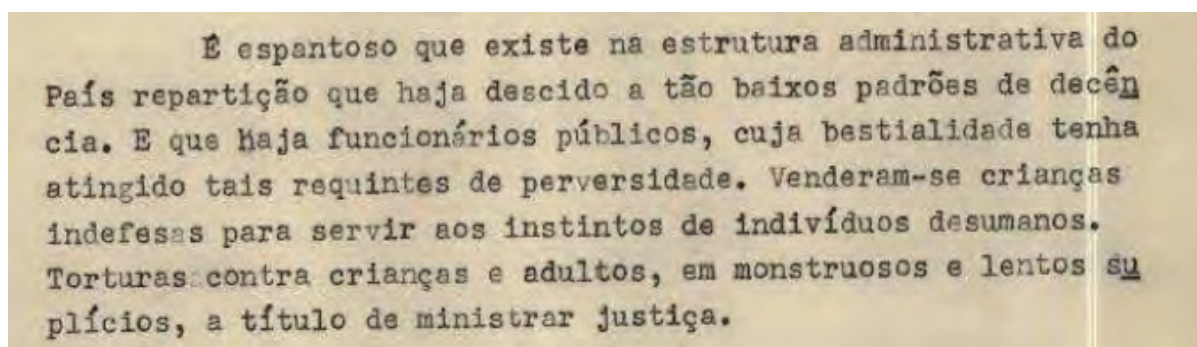 É espantoso que existe na estrutura administrativa do
País repartição que haja descido a tão baixos padrões de decên
cia. E que haja funcionários públicos, cuja bestialidade tenha
atingido tais requintes de perversidade. Venderam-se crianças
indefesas para servir aos instintos de indivíduos desumanos.
Torturas contra crianças e adultos, em monstruosos e lentos su
plícios, a título de ministrar justiça.